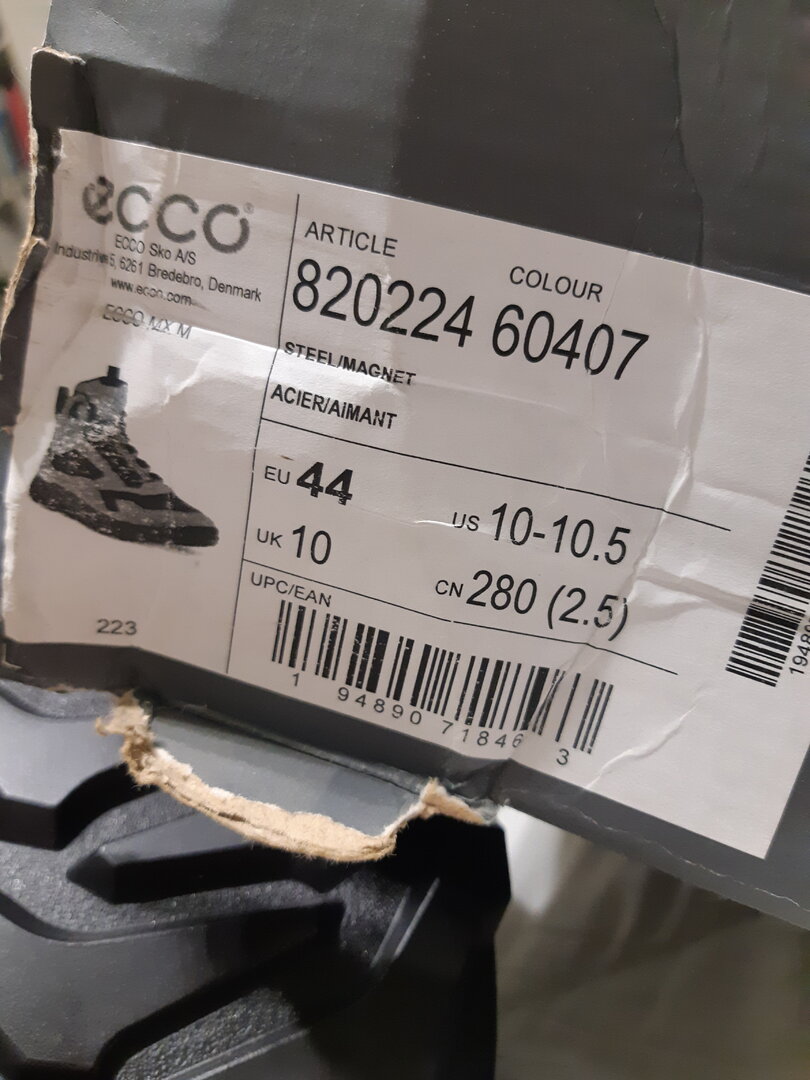 ecco®
ECCO Sko A/S
Industrivej 5, 6261 Bredebro, Denmark
www.ecco.com
ECCO MX M
223
ARTICLE COLOUR
820224 60407
STEEL/MAGNET
ACIER/AIMANT
EU 44 US 10-10.5
UK 10 CN 280 (2.5)
UPC/EAN
1 94890 71846 3